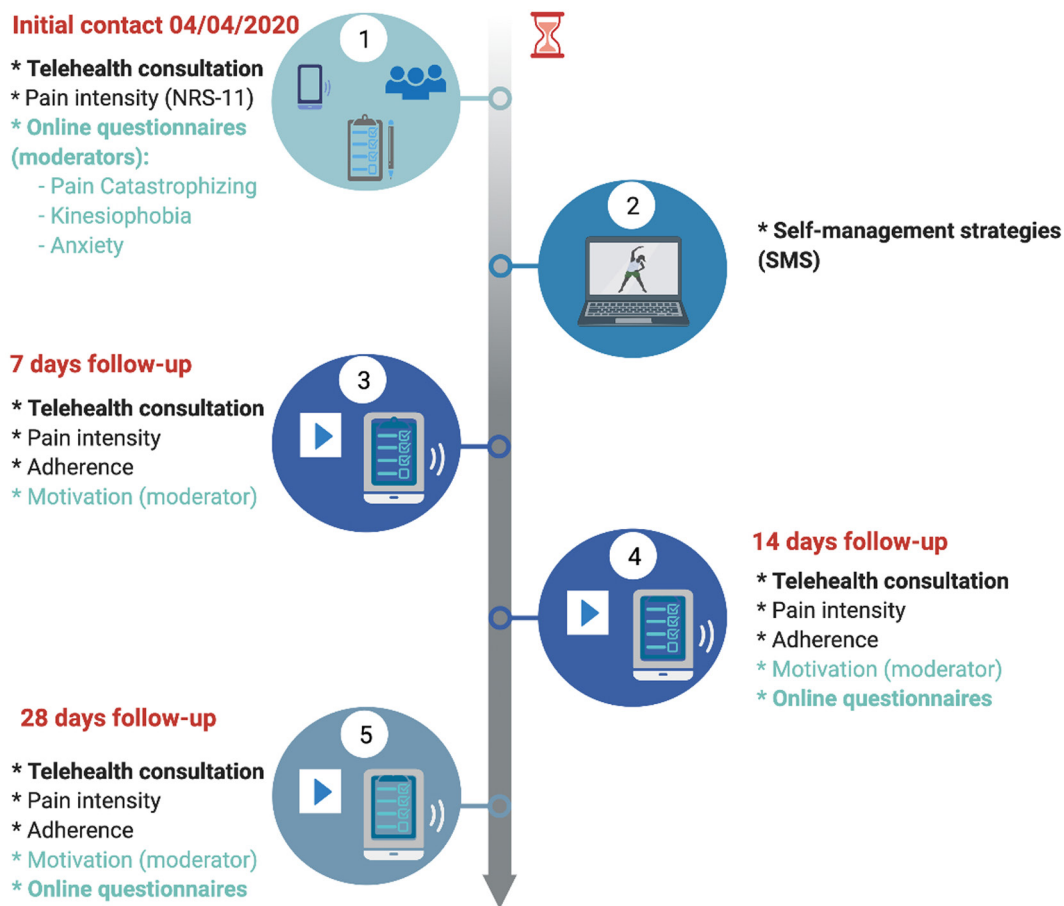 Initial contact 04/04/2020
1
* Telehealth consultation
* Pain intensity (NRS-11)
* Online questionnaires
(moderators):
- Pain Catastrophizing
- Kinesiophobia
- Anxiety
2
* Self-management strategies
(SMS)
7 days follow-up
3
* Telehealth consultation
* Pain intensity
* Adherence
* Motivation (moderator)
14 days follow-up
4
* Telehealth consultation
* Pain intensity
* Adherence
* Motivation (moderator)
* Online questionnaires
28 days follow-up
5
* Telehealth consultation
* Pain intensity
* Adherence
* Motivation (moderator)
* Online questionnaires